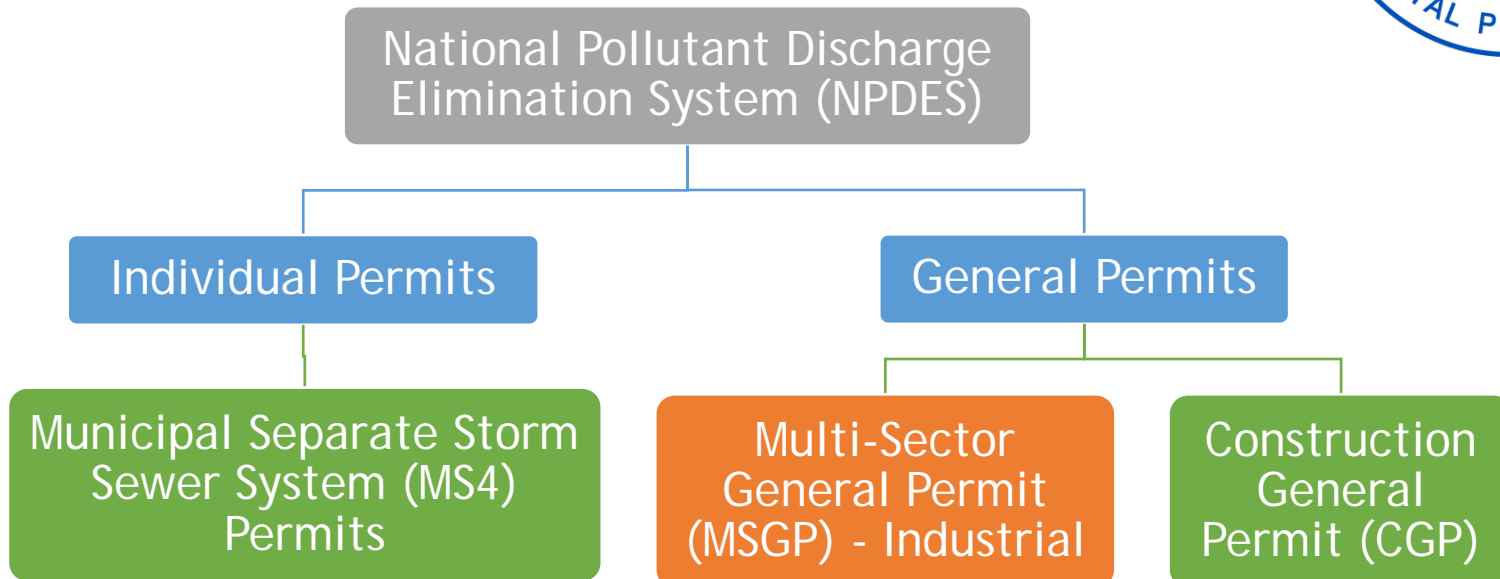 TAL P
National Pollutant Discharge
Elimination System (NPDES)
Individual Permits
General Permits
Municipal Separate Storm
Sewer System (MS4)
Permits
Multi-Sector
General Permit
(MSGP) - Industrial
Construction
General
Permit (CGP)